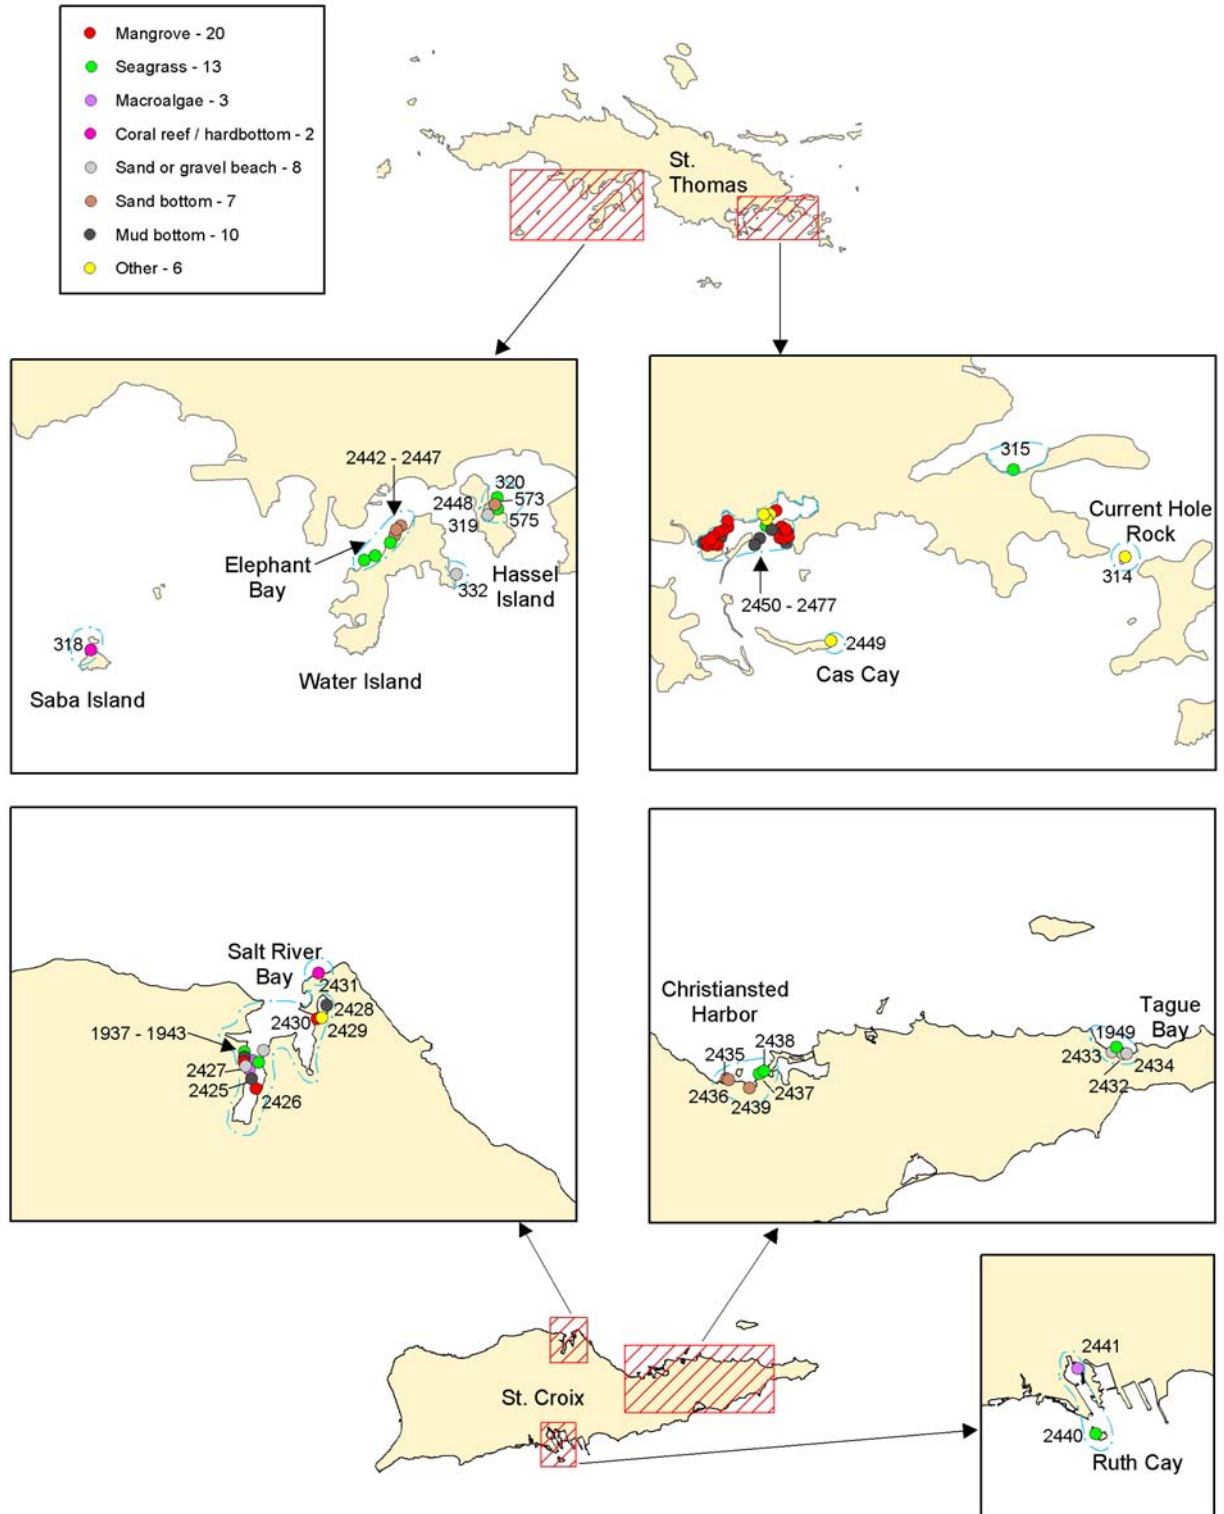 Mangrove - 20
Seagrass - 13
Macroalgae - 3
Coral reef / hardbottom - 2
Sand or gravel beach - 8
Sand bottom - 7
Mud bottom - 10
Other - 6
St.
Thomas
2442 - 2447
320
573
2448
319
575
Elephant
Bay
332
Hassel
Island
318
Water Island
Saba Island
315
Current Hole
Rock
314
2450 - 2477
2449
Cas Cay
Salt River
Bay
2431
2428
2430
2429
1937 - 1943
2427
2425
2426
Christiansted
Harbor
Tague
Bay
1949
2438
2435
2433
2434
2436
2437
2432
2439
St. Croix
2441
2440
Ruth Cay